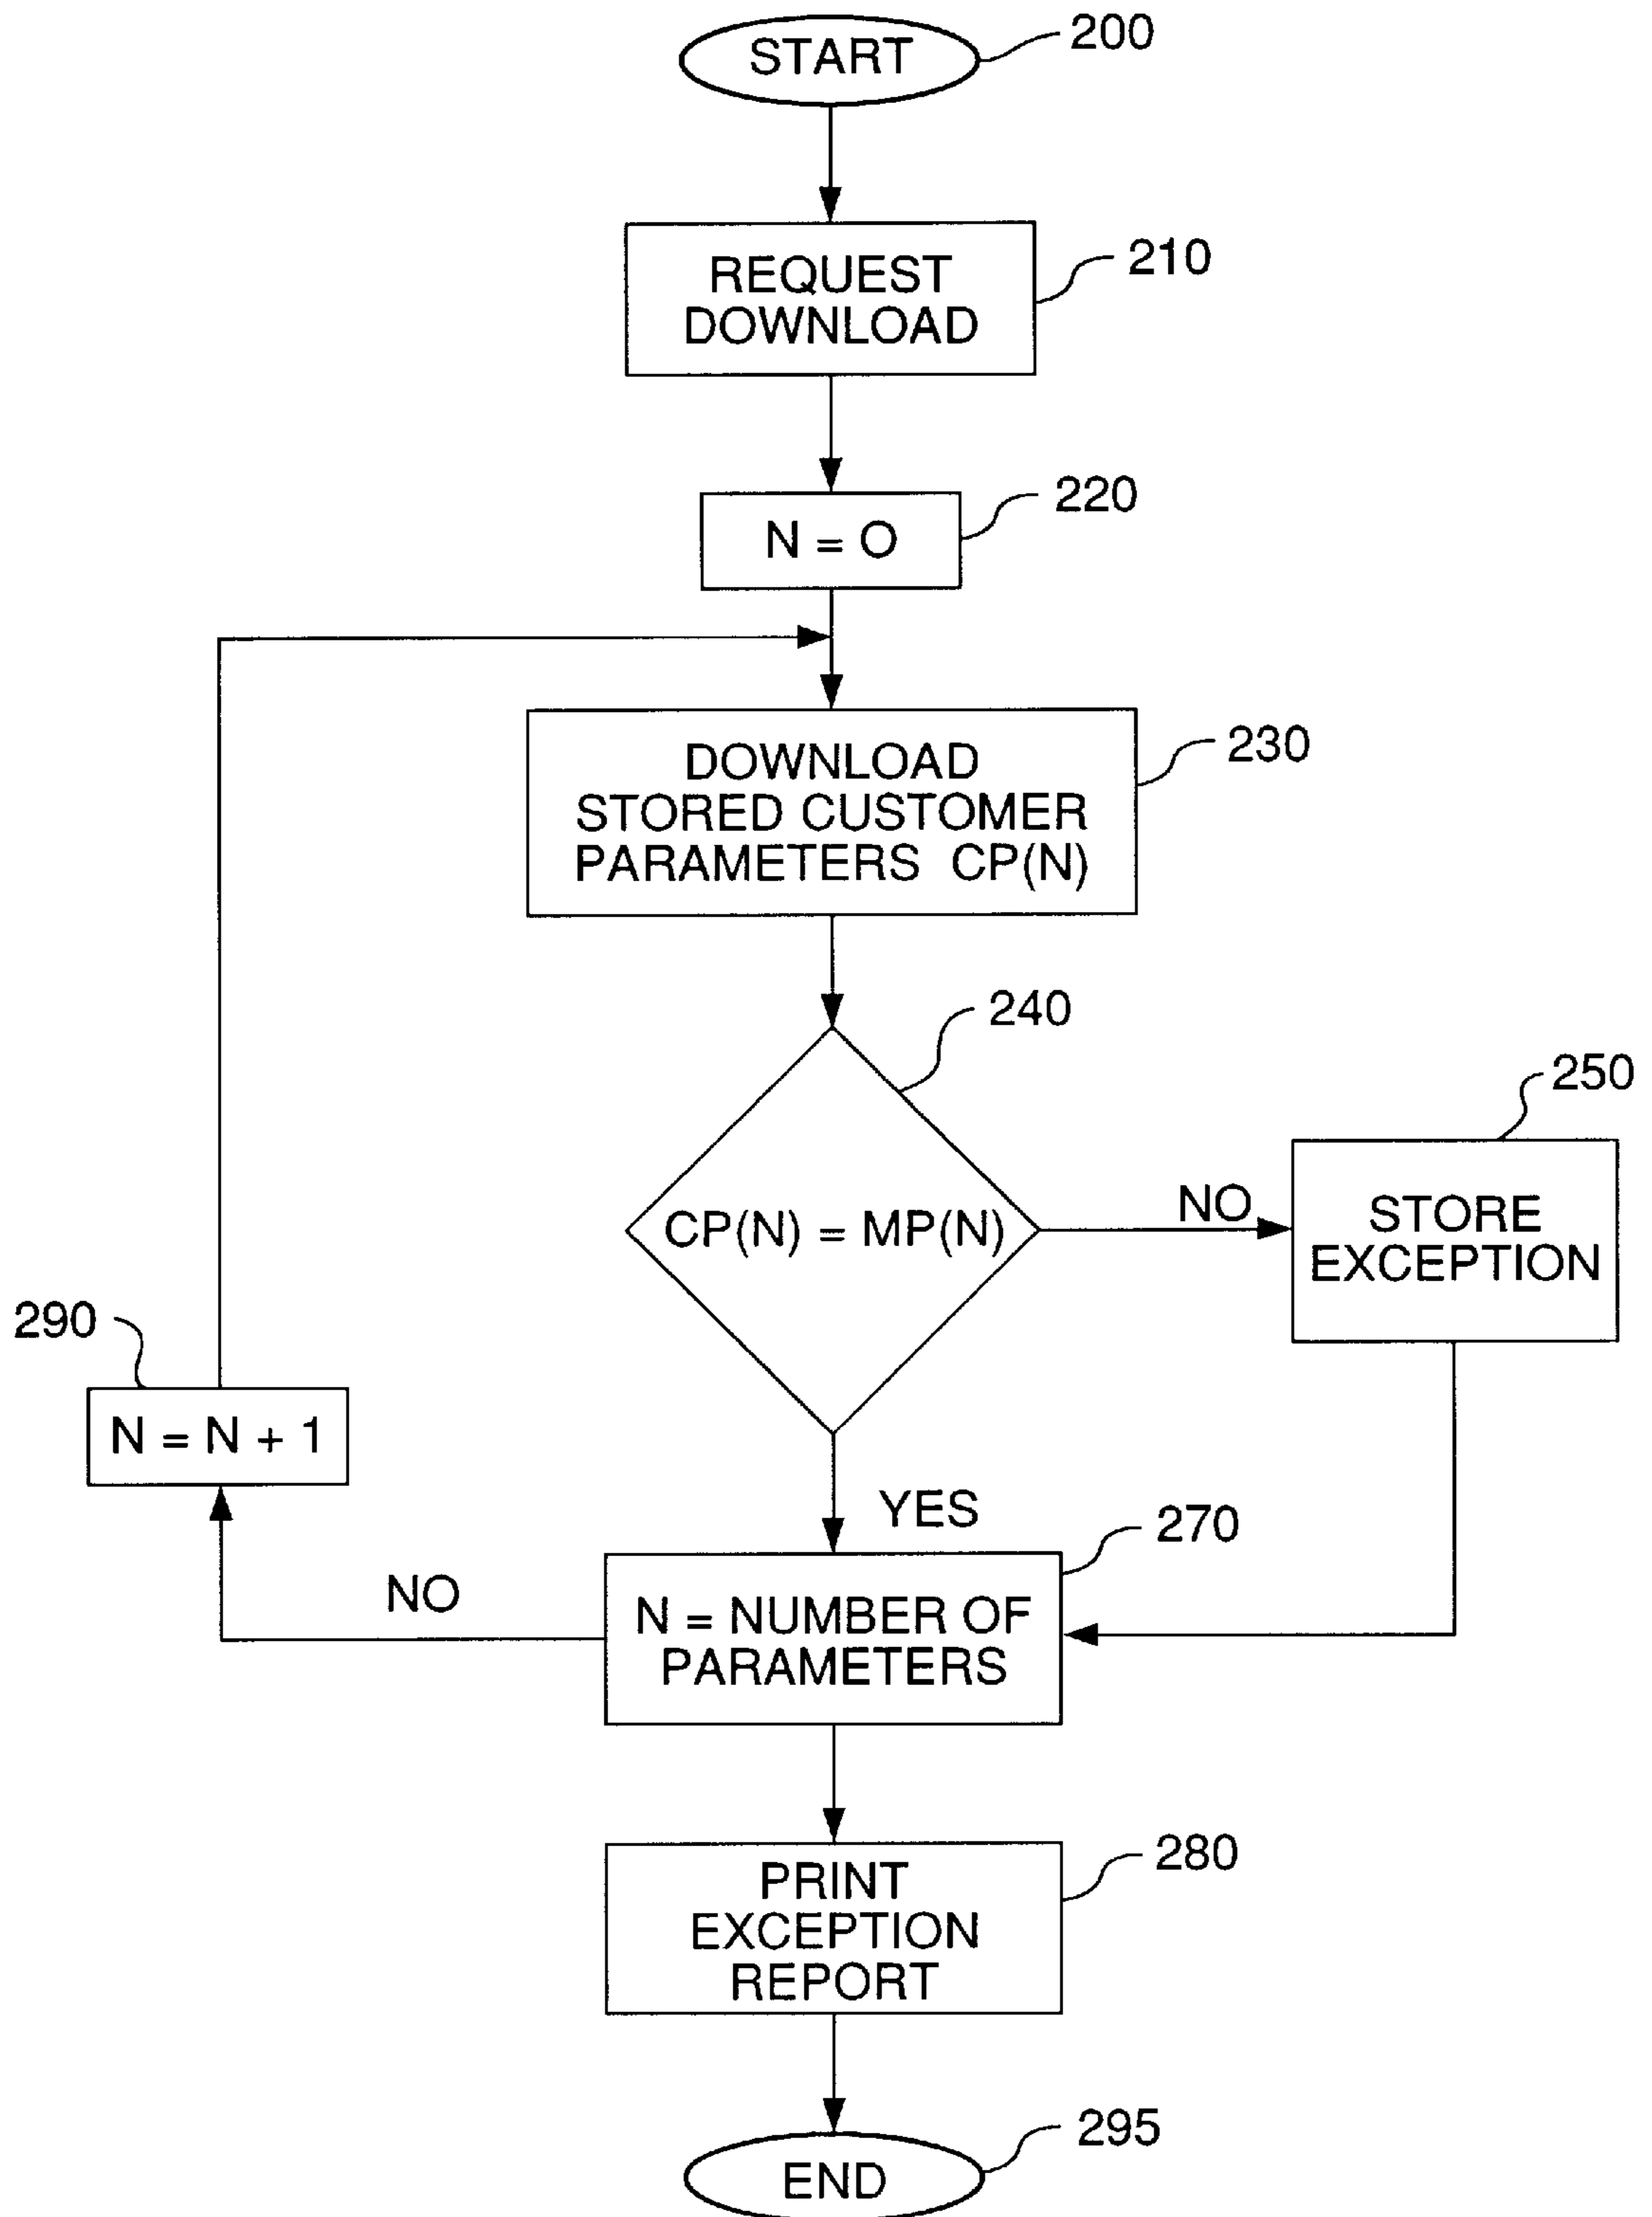 START
200
REQUEST
DOWNLOAD
210
N = O
220
DOWNLOAD
STORED CUSTOMER
PARAMETERS CP(N)
230
240
CP(N) = MP(N)
NO
250
STORE
EXCEPTION
290
N = N + 1
YES
270
NO
N = NUMBER OF
PARAMETERS
280
PRINT
EXCEPTION
REPORT
295
END